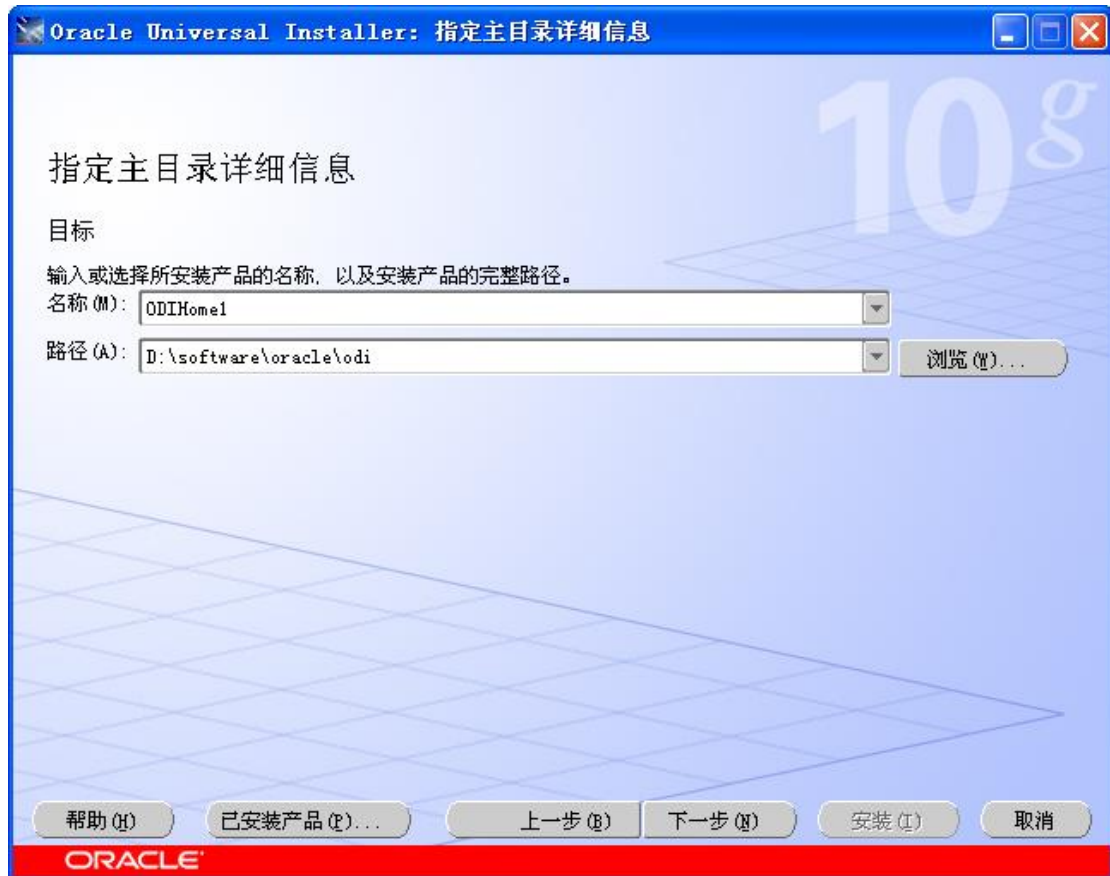 Oracle Universal Installer: 指定主目录详细信息
10g
指定主目录详细信息
目标
输入或选择所安装产品的名称, 以及安装产品的完整路径。
名称(M): ODIHome1
路径(A): D:\software\oracle\odi 浏览(W)...
帮助(H) 已安装产品(P)... 上一步(B) 下一步(N) 安装(I) 取消
ORACLE